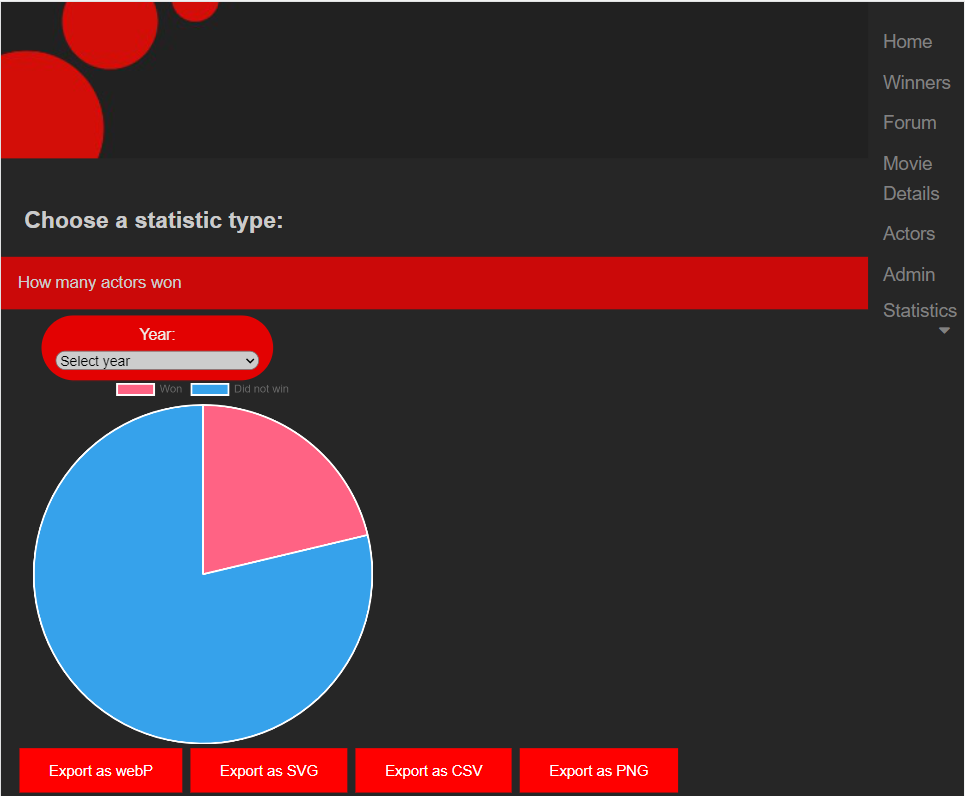 Home
Winners
Forum
Movie
Details
Actors
Admin
Statistics
Choose a statistic type:
How many actors won
Year:
Select year
Won Did not win
Export as webP Export as SVG Export as CSV Export as PNG